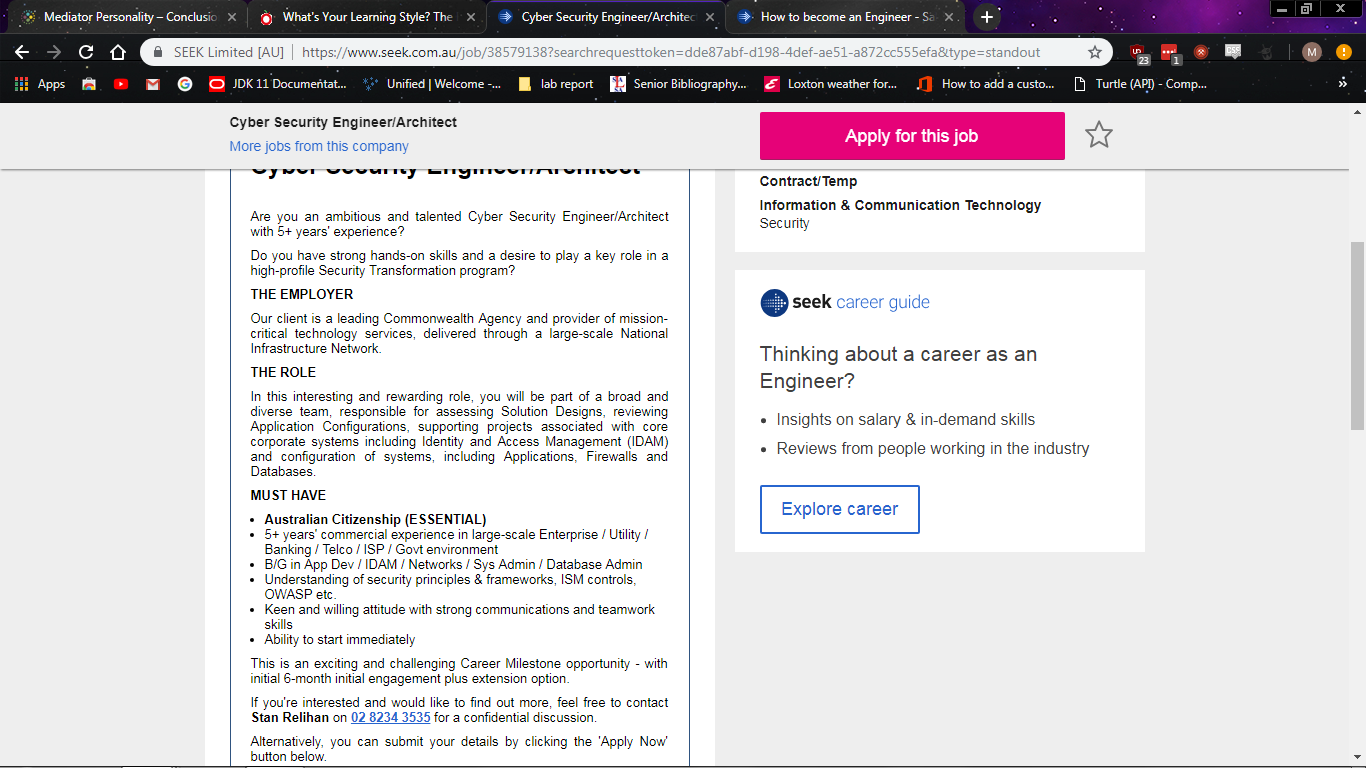 Mediator Personality – Conclusio
What's Your Learning Style? The
Cyber Security Engineer/Architec
How to become an Engineer - Sa
SEEK Limited [AU]
https://www.seek.com.au/job/38579138?searchrequesttoken=dde87abf-d198-4def-ae51-a872cc555efa&type=standout
23
1
CSS
M
Apps
JDK 11 Documentat...
Unified | Welcome -...
lab report
Senior Bibliography...
Loxton weather for...
How to add a custo...
Turtle (API) - Comp...
»
Cyber Security Engineer/Architect
More jobs from this company
Apply for this job
Cyber Security Engineer/Architect
Are you an ambitious and talented Cyber Security Engineer/Architect
with 5+ years' experience?
Do you have strong hands-on skills and a desire to play a key role in a
high-profile Security Transformation program?
THE EMPLOYER
Our client is a leading Commonwealth Agency and provider of mission-
critical technology services, delivered through a large-scale National
Infrastructure Network.
THE ROLE
In this interesting and rewarding role, you will be part of a broad and
diverse team, responsible for assessing Solution Designs, reviewing
Application Configurations, supporting projects associated with core
corporate systems including Identity and Access Management (IDAM)
and configuration of systems, including Applications, Firewalls and
Databases.
MUST HAVE
• Australian Citizenship (ESSENTIAL)
• 5+ years' commercial experience in large-scale Enterprise / Utility /
Banking / Telco / ISP / Govt environment
• B/G in App Dev / IDAM / Networks / Sys Admin / Database Admin
• Understanding of security principles & frameworks, ISM controls,
OWASP etc.
• Keen and willing attitude with strong communications and teamwork
skills
• Ability to start immediately
This is an exciting and challenging Career Milestone opportunity - with
initial 6-month initial engagement plus extension option.
If you're interested and would like to find out more, feel free to contact
Stan Relihan on 02 8234 3535 for a confidential discussion.
Alternatively, you can submit your details by clicking the 'Apply Now'
button below.
Contract/Temp
Information & Communication Technology
Security
seek career guide
Thinking about a career as an
Engineer?
• Insights on salary & in-demand skills
• Reviews from people working in the industry
Explore career